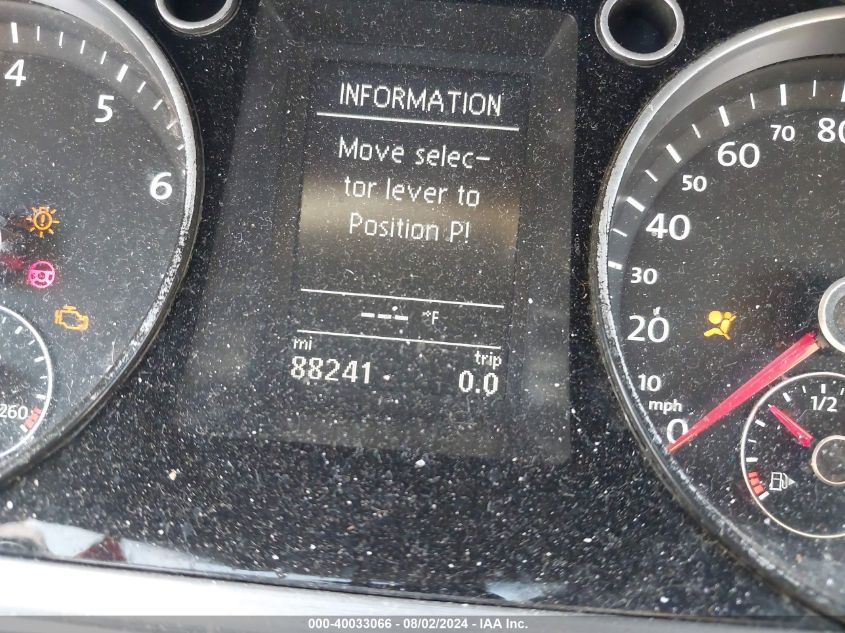 4
5
6
260
INFORMATION
Move selec-
tor lever to
Position P!
---°F
mi trip
88241 0.0
80
70
60
50
40
30
20
10
mph
0
1/2
000-40033066 - 08/02/2024 - IAA Inc.